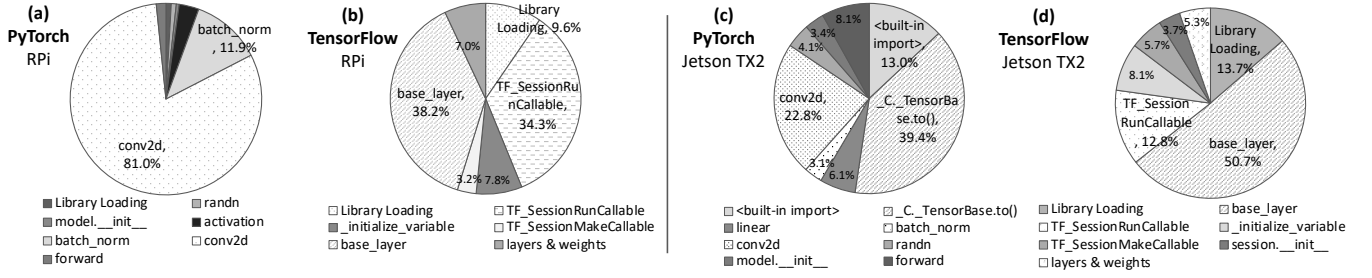 (a)
PyTorch
RPi
batch_norm
, 11.9%
conv2d,
81.0%
Library Loading
randn
model.__init__
activation
batch_norm
conv2d
forward
(b)
TensorFlow
RPi
Library
Loading, 9.6%
7.0%
TF_SessionRu
nCallable,
34.3%
base_layer,
38.2%
3.2%
7.8%
Library Loading
TF_SessionRunCallable
_initialize_variable
TF_SessionMakeCallable
base_layer
layers & weights
(c)
PyTorch
Jetson TX2
8.1%
<built-in
import>,
13.0%
3.4%
4.1%
_C._TensorBa
se.to(),
39.4%
conv2d,
22.8%
3.1%
6.1%
<built-in import>
_C._TensorBase.to()
linear
batch_norm
conv2d
randn
model.__init__
forward
(d)
TensorFlow
Jetson TX2
5.3%
3.7%
Library
Loading,
13.7%
5.7%
8.1%
TF_Session
RunCallable
, 12.8%
base_layer,
50.7%
Library Loading
base_layer
TF_SessionRunCallable
_initialize_variable
TF_SessionMakeCallable
session.__init__
layers & weights